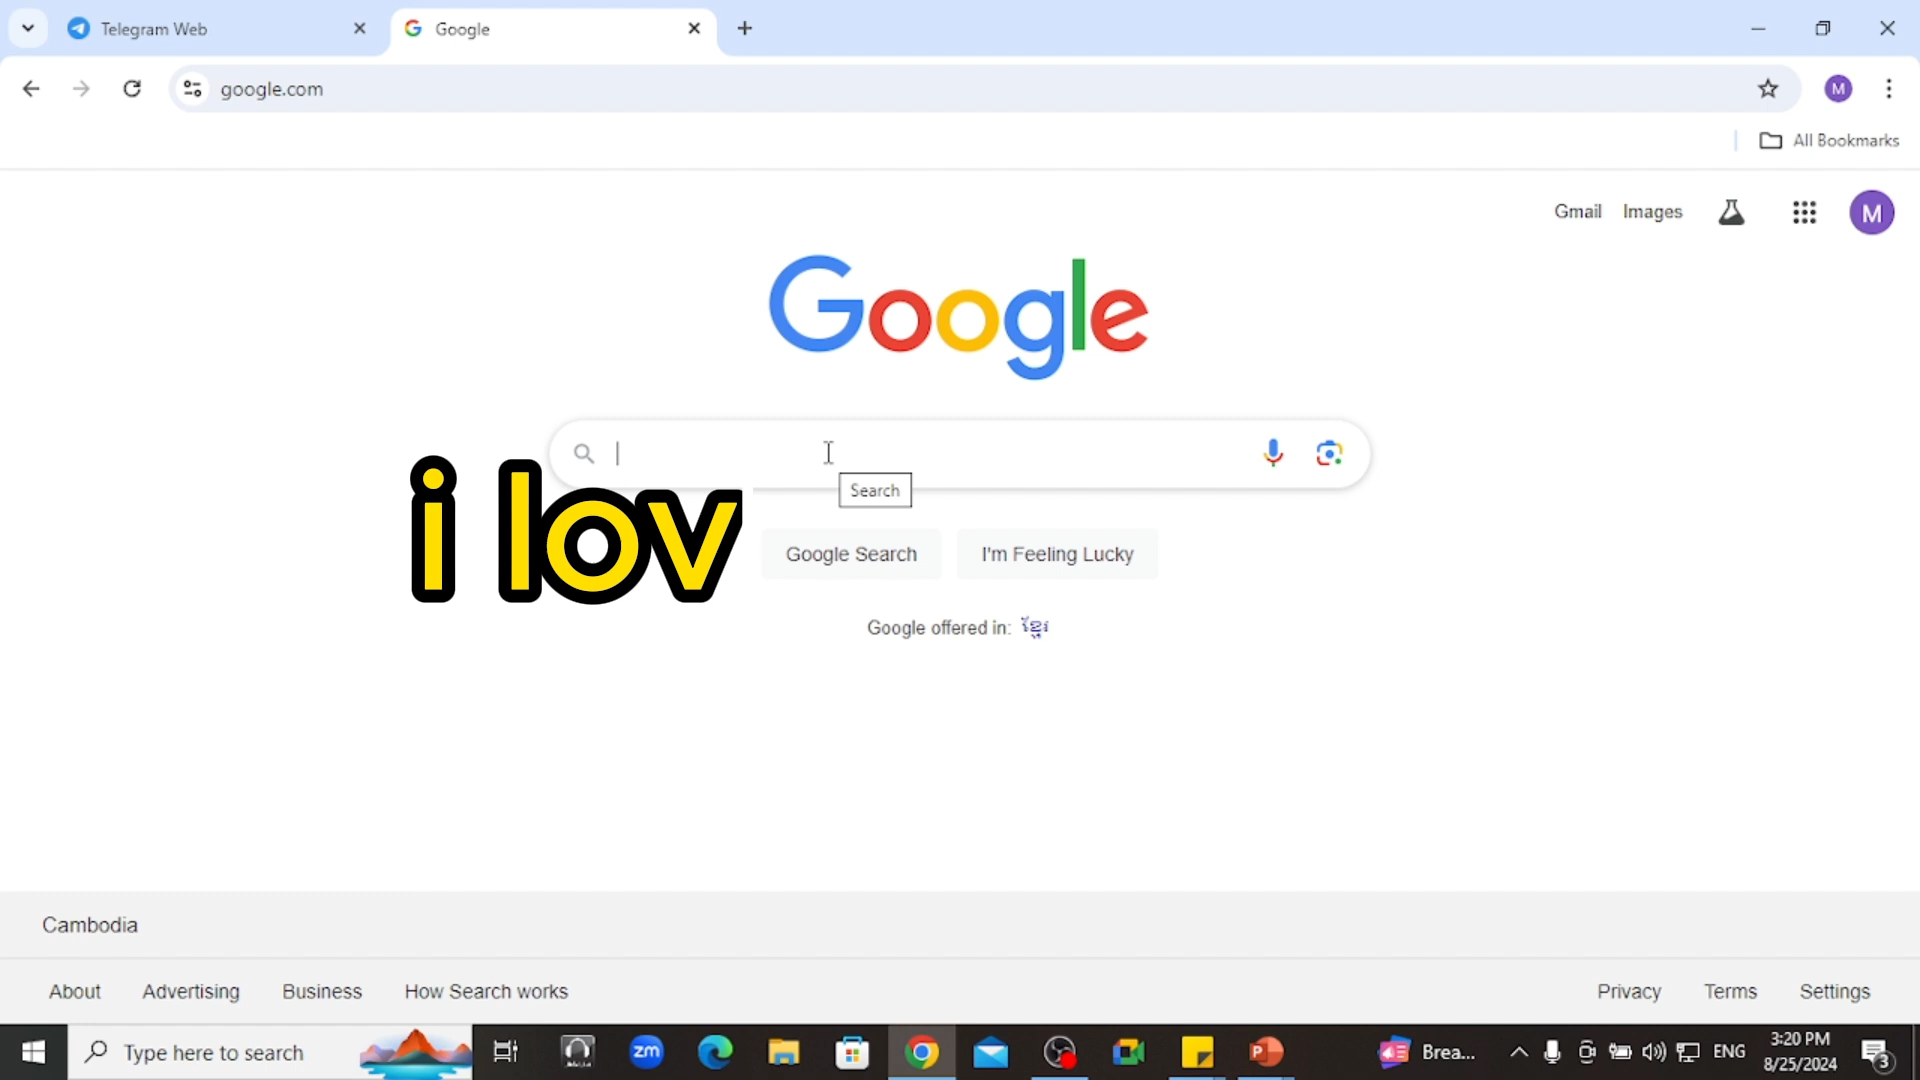 Telegram Web
Google
google.com
All Bookmarks
Gmail Images
M
M
Google
Search
i lov
Google Search I'm Feeling Lucky
Google offered in: ខ្មែរ
Cambodia
About Advertising Business How Search works
Privacy Terms Settings
Type here to search
zm
P
Brea...
ENG
3:20 PM
8/25/2024
3